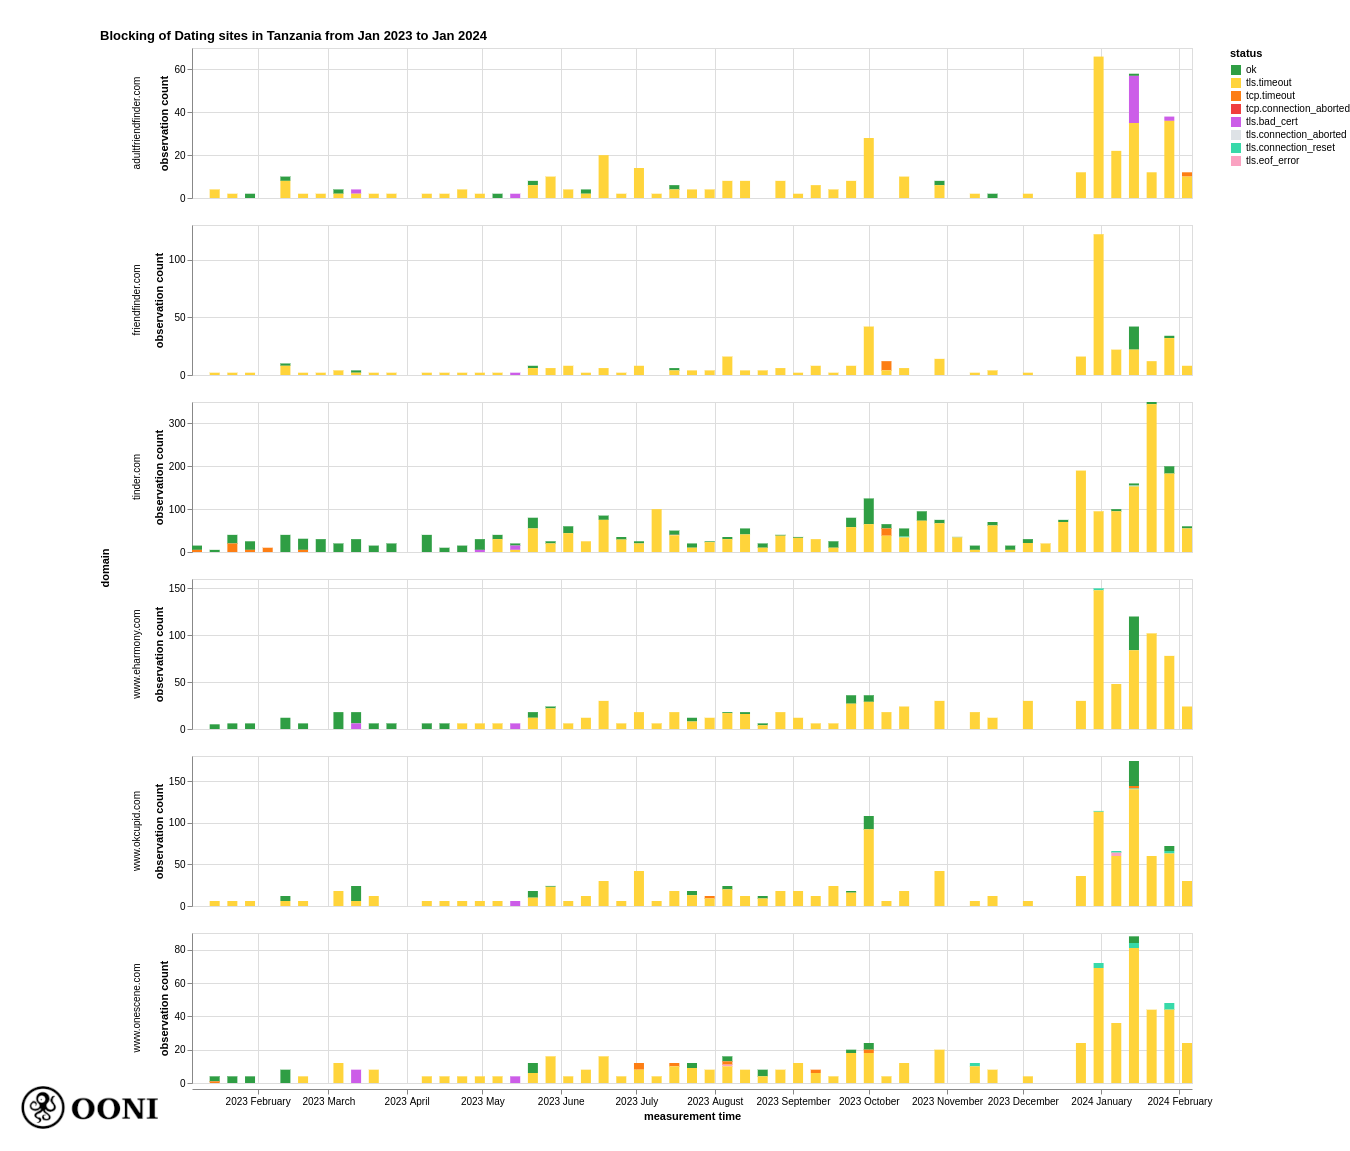 Blocking of Dating sites in Tanzania from Jan 2023 to Jan 2024
status
ok
tls.timeout
tcp.timeout
tcp.connection_aborted
tls.bad_cert
tls.connection_aborted
tls.connection_reset
tls.eof_error
domain
adultfriendfinder.com
observation count
60
40
20
0
friendfinder.com
observation count
100
50
0
tinder.com
observation count
300
200
100
0
www.eharmony.com
observation count
150
100
50
0
www.okcupid.com
observation count
150
100
50
0
www.onescene.com
observation count
80
60
40
20
0
2023 February 2023 March 2023 April 2023 May 2023 June 2023 July 2023 August 2023 September 2023 October 2023 November 2023 December 2024 January 2024 February
measurement time
OONI